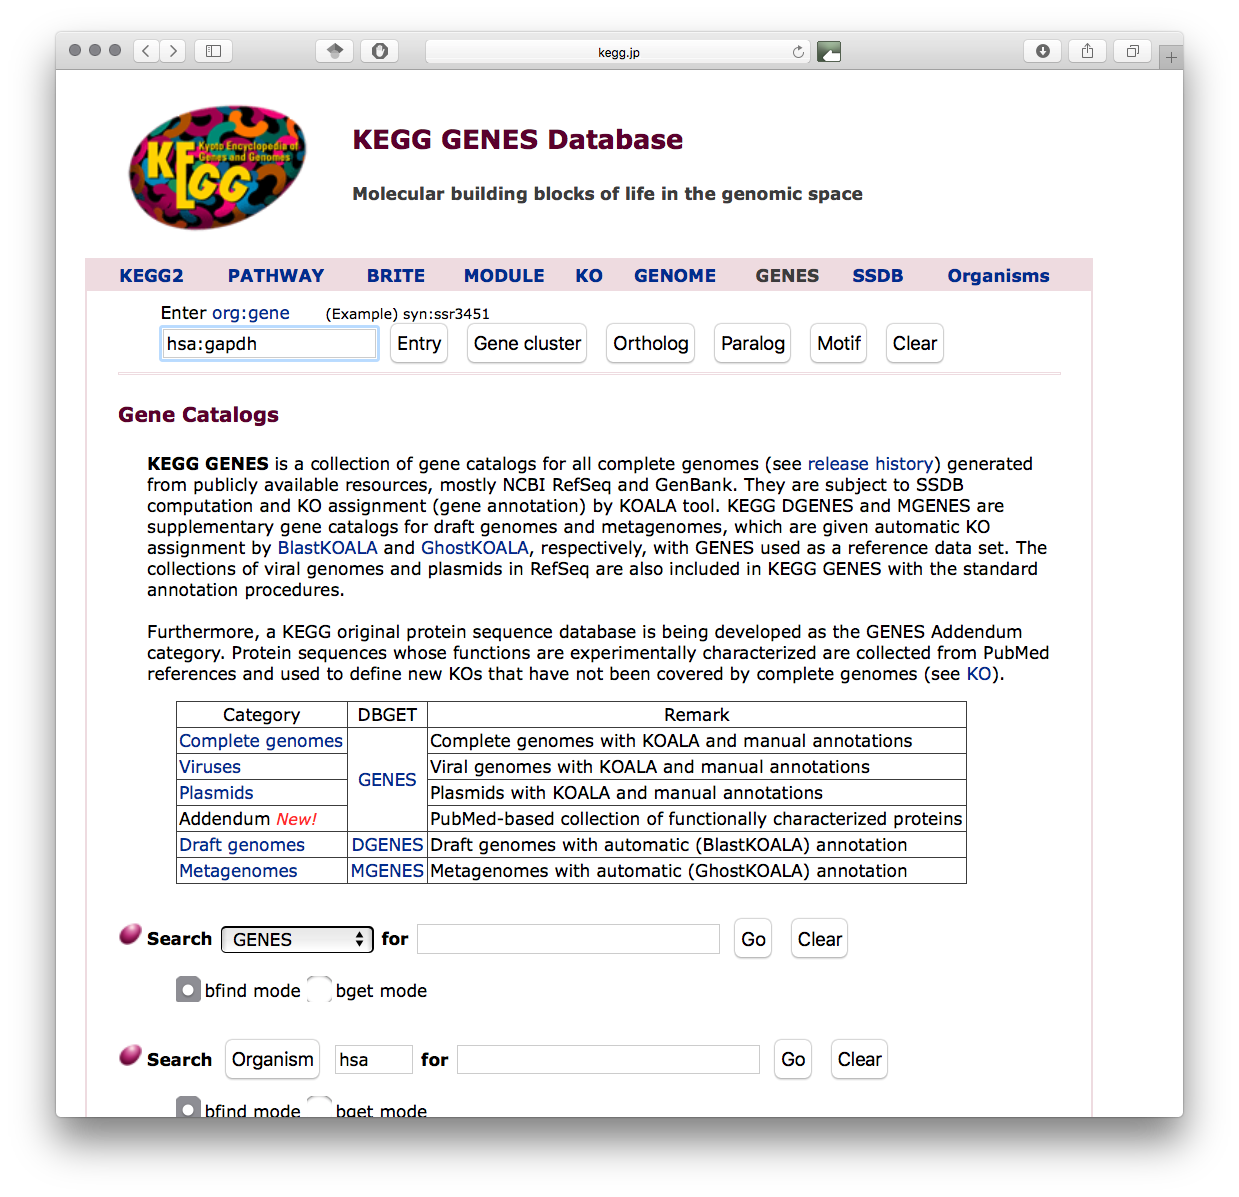 kegg.jp
KEGG
Kyoto Encyclopedia of
Genes and Genomes
KEGG GENES Database
Molecular building blocks of life in the genomic space
KEGG2 PATHWAY BRITE MODULE KO GENOME GENES SSDB Organisms
Enter org:gene (Example) syn:ssr3451
hsa:gapdh Entry Gene cluster Ortholog Paralog Motif Clear
Gene Catalogs
KEGG GENES is a collection of gene catalogs for all complete genomes (see release history) generated
from publicly available resources, mostly NCBI RefSeq and GenBank. They are subject to SSDB
computation and KO assignment (gene annotation) by KOALA tool. KEGG DGENES and MGENES are
supplementary gene catalogs for draft genomes and metagenomes, which are given automatic KO
assignment by BlastKOALA and GhostKOALA, respectively, with GENES used as a reference data set. The
collections of viral genomes and plasmids in RefSeq are also included in KEGG GENES with the standard
annotation procedures.
Furthermore, a KEGG original protein sequence database is being developed as the GENES Addendum
category. Protein sequences whose functions are experimentally characterized are collected from PubMed
references and used to define new KOs that have not been covered by complete genomes (see KO).
Category DBGET Remark
Complete genomes GENES Complete genomes with KOALA and manual annotations
Viruses Viral genomes with KOALA and manual annotations
Plasmids Plasmids with KOALA and manual annotations
Addendum New! PubMed-based collection of functionally characterized proteins
Draft genomes DGENES Draft genomes with automatic (BlastKOALA) annotation
Metagenomes MGENES Metagenomes with automatic (GhostKOALA) annotation
Search GENES for Go Clear
bfind mode bget mode
Search Organism hsa for Go Clear
bfind mode bget mode